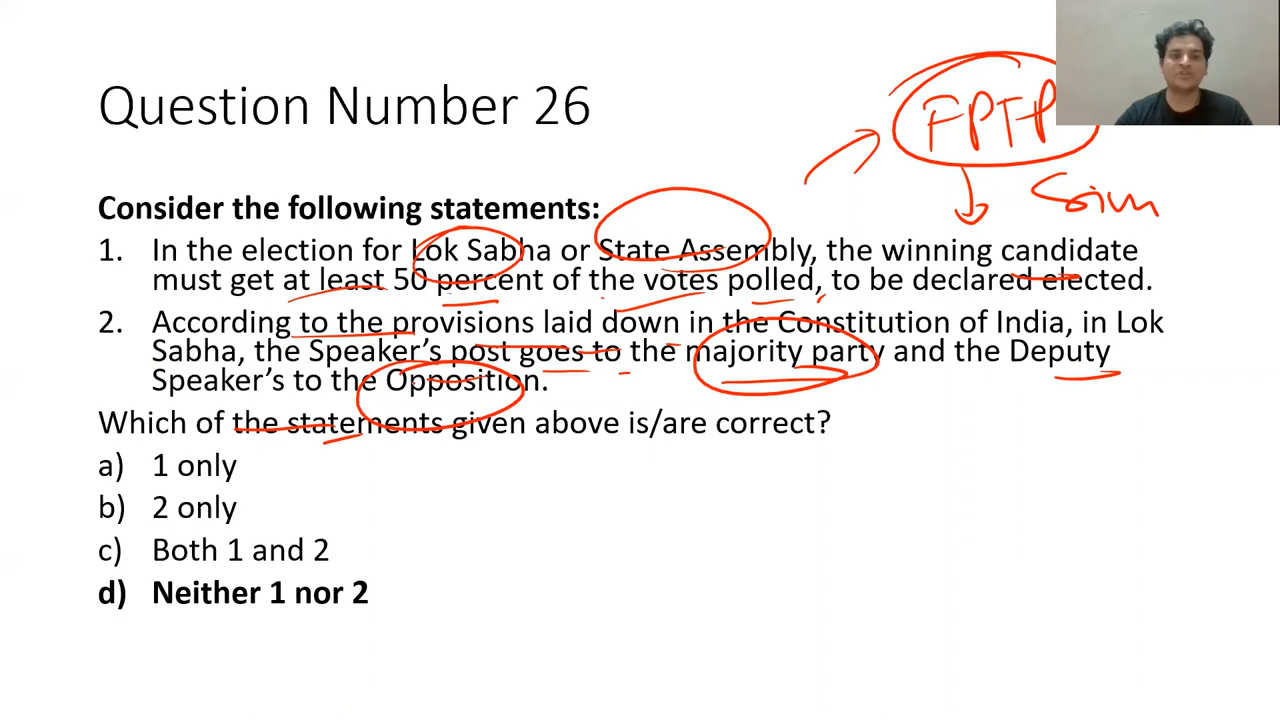 Question Number 26
FPTP
Consider the following statements:
1. In the election for Lok Sabha or State Assembly, the winning candidate
must get at least 50 percent of the votes polled, to be declared elected.
2. According to the provisions laid down in the Constitution of India, in Lok
Sabha, the Speaker's post goes to the majority party and the Deputy
Speaker's to the Opposition.
Which of the statements given above is/are correct?
a) 1 only
b) 2 only
c) Both 1 and 2
d) Neither 1 nor 2